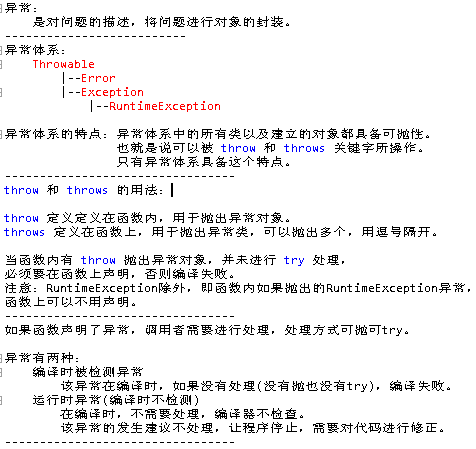 异常:
是对问题的描述，将问题进行对象的封装。
--------------------------
异常体系:
Throwable
|--Error
|--Exception
|--RuntimeException
异常体系的特点: 异常体系中的所有类以及建立的对象都具备可抛性。
也就是说可以被 throw 和 throws 关键字所操作。
只有异常体系具备这个特点。
---------------------------------
throw 和 throws 的用法:
throw 定义定义在函数内，用于抛出异常对象。
throws 定义在函数上，用于抛出异常类，可以抛出多个，用逗号隔开。
当函数内有 throw 抛出异常对象，并未进行 try 处理，
必须要在函数上声明，否则编译失败。
注意: RuntimeException除外，即函数内如果抛出的RuntimeException异常，
函数上可以不用声明。
---------------------------------
如果函数声明了异常，调用者需要进行处理，处理方式可抛可try。
异常有两种:
编译时被检测异常
该异常在编译时，如果没有处理(没有抛也没有try)，编译失败。
运行时异常(编译时不检测)
在编译时，不需要处理，编译器不检查。
该异常的发生建议不处理，让程序停止，需要对代码进行修正。
---------------------------------